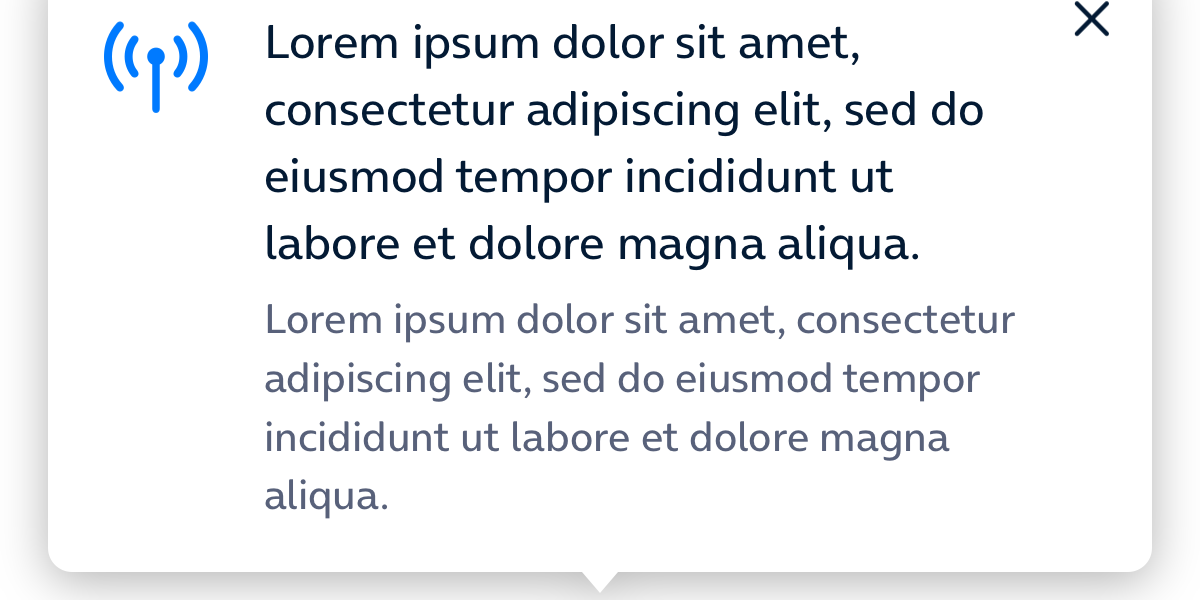 Lorem ipsum dolor sit amet,
consectetur adipiscing elit, sed do
eiusmod tempor incididunt ut
labore et dolore magna aliqua.
Lorem ipsum dolor sit amet, consectetur
adipiscing elit, sed do eiusmod tempor
incididunt ut labore et dolore magna
aliqua.